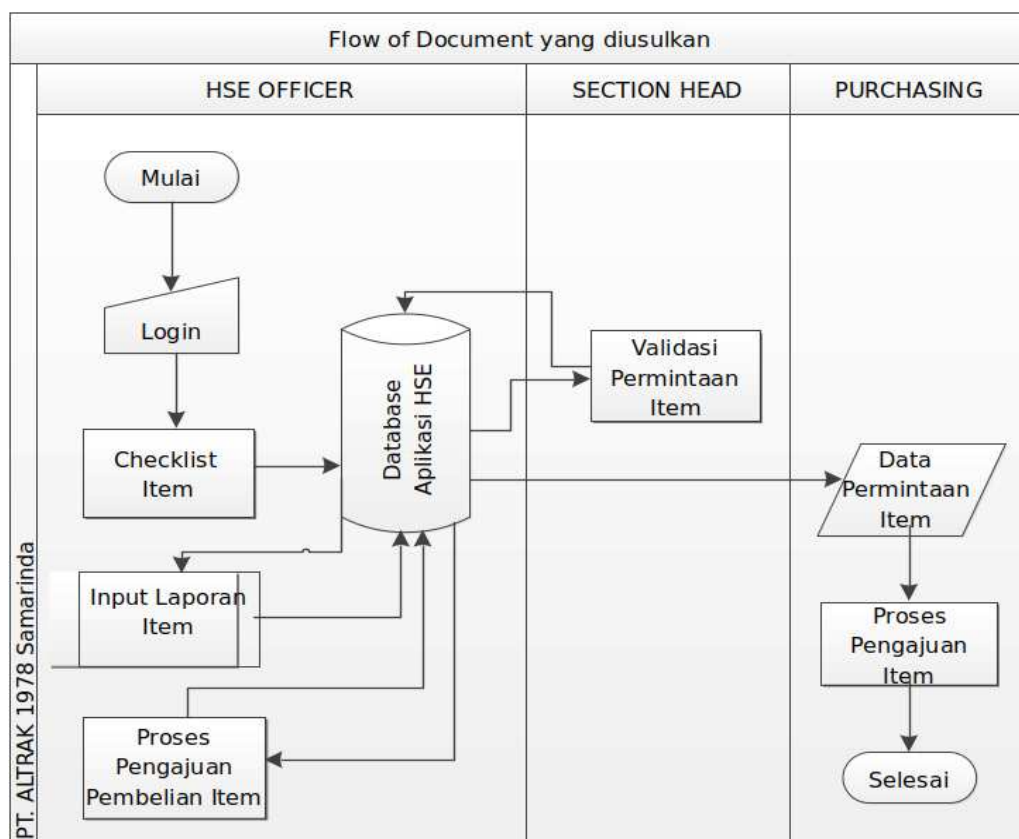 Flow of Document yang diusulkan
HSE OFFICER
SECTION HEAD
PURCHASING
PT. ALTRAK 1978 Samarinda
Mulai
Login
Checklist
Item
Input Laporan
Item
Proses
Pengajuan
Pembelian Item
Database
Aplikasi HSE
Validasi
Permintaan
Item
Data
Permintaan
Item
Proses
Pengajuan
Item
Selesai